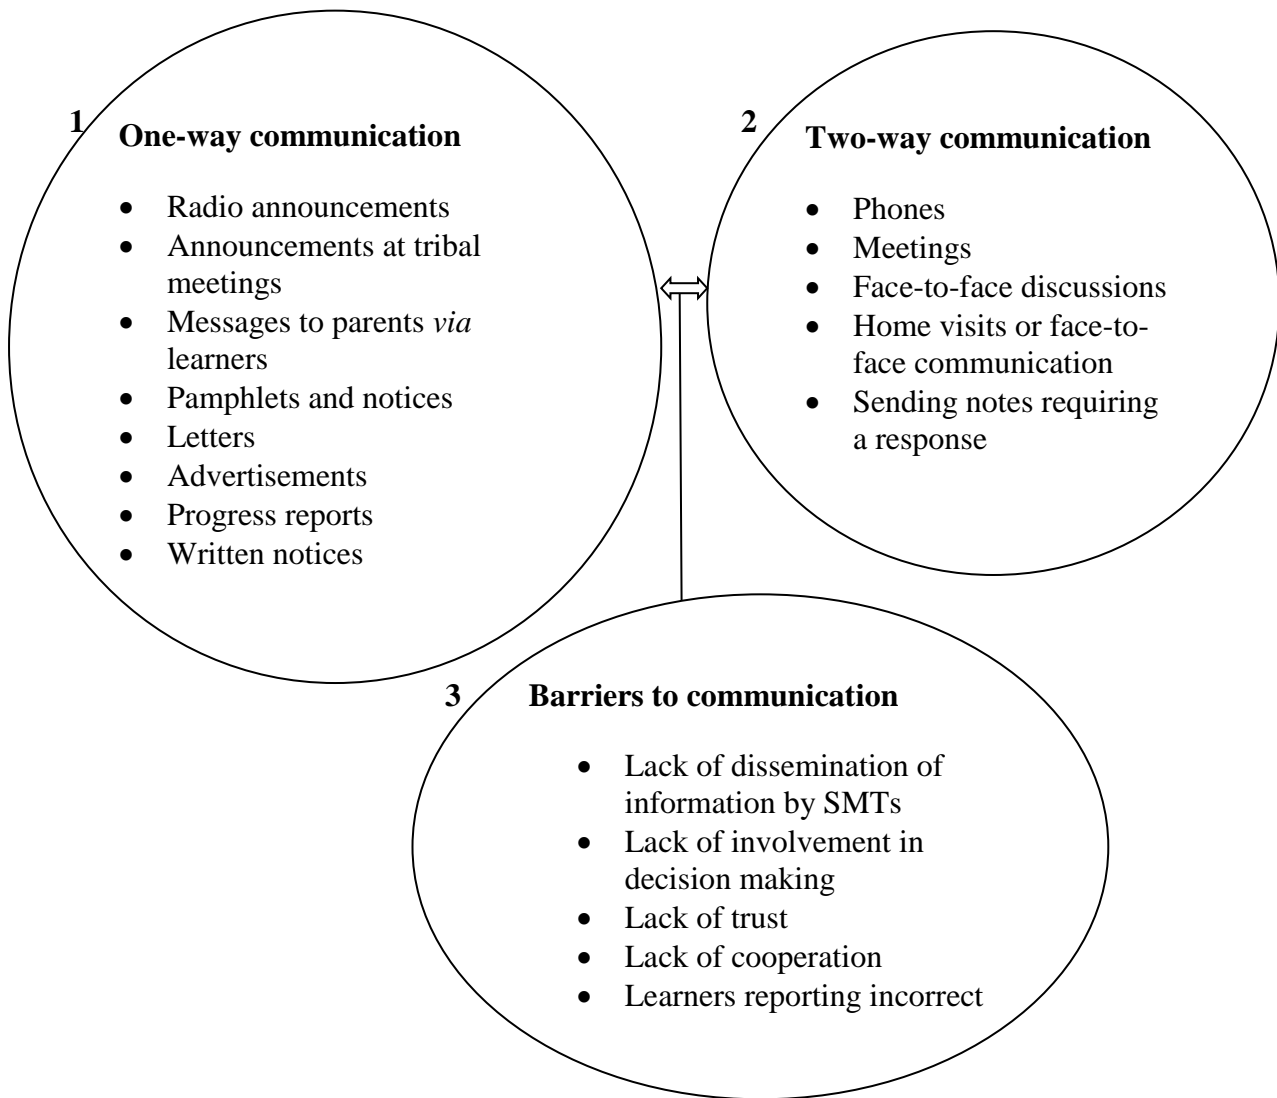 1
One-way communication
• Radio announcements
• Announcements at tribal
meetings
• Messages to parents via
learners
• Pamphlets and notices
• Letters
• Advertisements
• Progress reports
• Written notices
2
Two-way communication
• Phones
• Meetings
• Face-to-face discussions
• Home visits or face-to-
face communication
• Sending notes requiring
a response
3
Barriers to communication
• Lack of dissemination of
information by SMTs
• Lack of involvement in
decision making
• Lack of trust
• Lack of cooperation
• Learners reporting incorrect